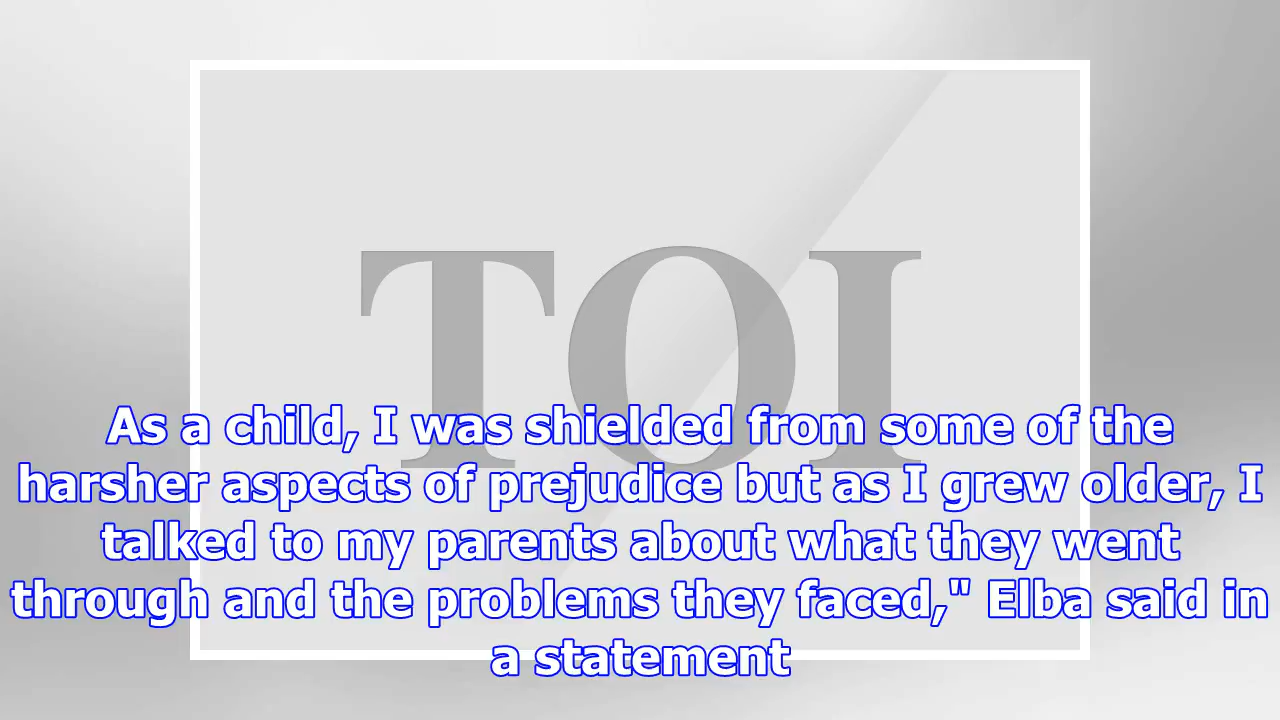 TOI
As a child, I was shielded from some of the
harsher aspects of prejudice but as I grew older, I
talked to my parents about what they went
through and the problems they faced," Elba said in
a statement